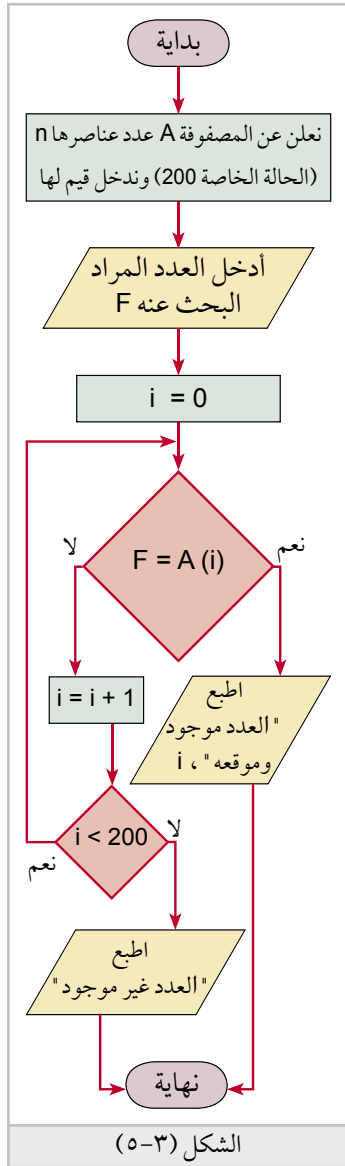 بداية
نعلن عن المصفوفة A عدد عناصرها n
(الحالة الخاصة 200) وندخل قيم لها
أدخل العدد المراد
البحث عنه F
i = 0
F = A (i)
نعم
لا
اطبع
"العدد موجود
وموقعه" ، i
i = i + 1
i < 200
نعم
لا
اطبع
"العدد غير موجود"
نهاية
الشكل (٣-٥)